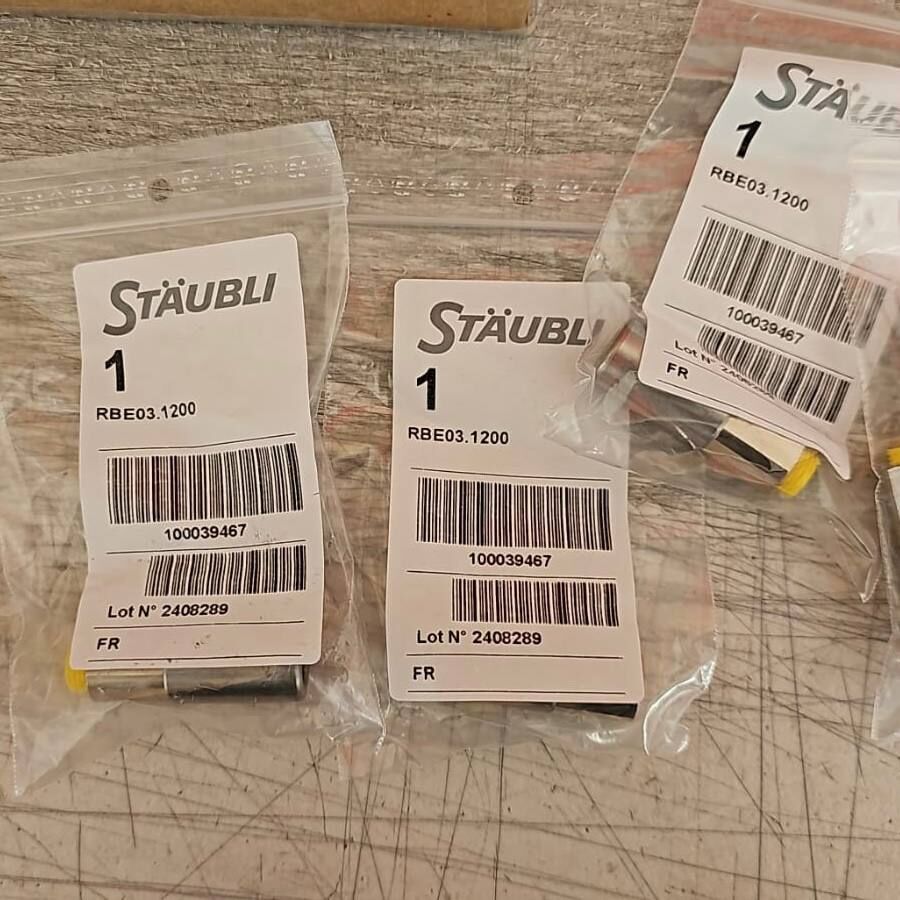 STÄUBLI
1
RBE03.1200
100039467
Lot N° 2408289
FR
STÄUBLI
1
RBE03.1200
100039467
Lot N° 2408289
FR
STÄUB
1
RBE03.1200
100039467
Lot N°
FR